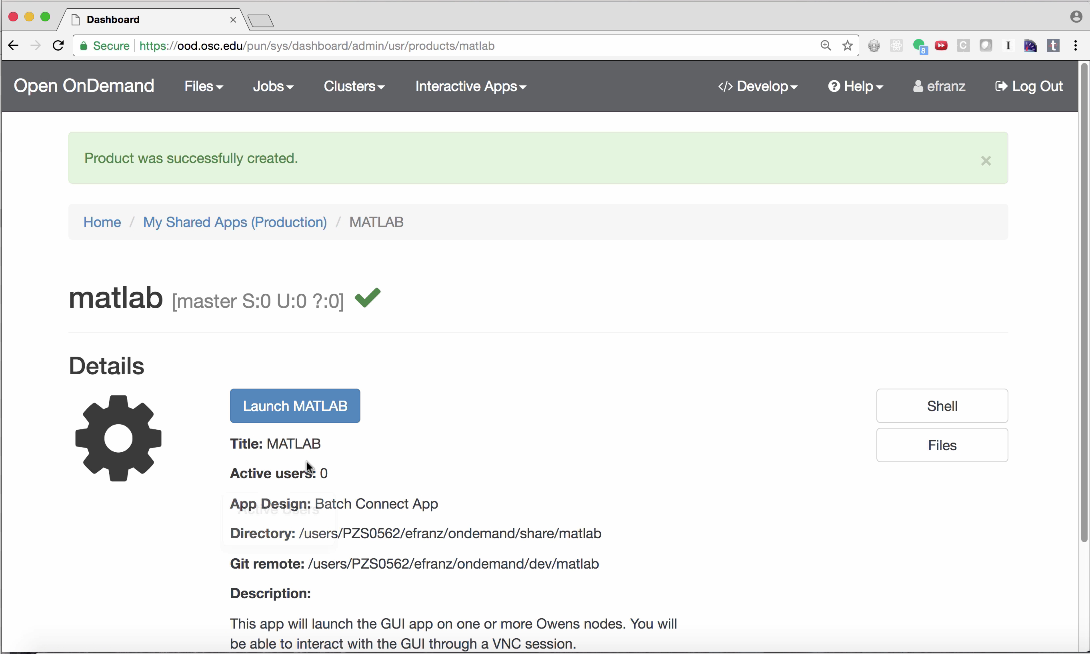 Dashboard
Secure https://ood.osc.edu/pun/sys/dashboard/admin/usr/products/matlab
Open OnDemand Files Jobs Clusters Interactive Apps </> Develop Help efranz Log Out
Product was successfully created. ×
Home / My Shared Apps (Production) / MATLAB
matlab [master S:0 U:0 ?:0]
Details
Launch MATLAB
Shell
Title: MATLAB
Files
Active users: 0
App Design: Batch Connect App
Directory: /users/PZS0562/efranz/ondemand/share/matlab
Git remote: /users/PZS0562/efranz/ondemand/dev/matlab
Description:
This app will launch the GUI app on one or more Owens nodes. You will
be able to interact with the GUI through a VNC session.